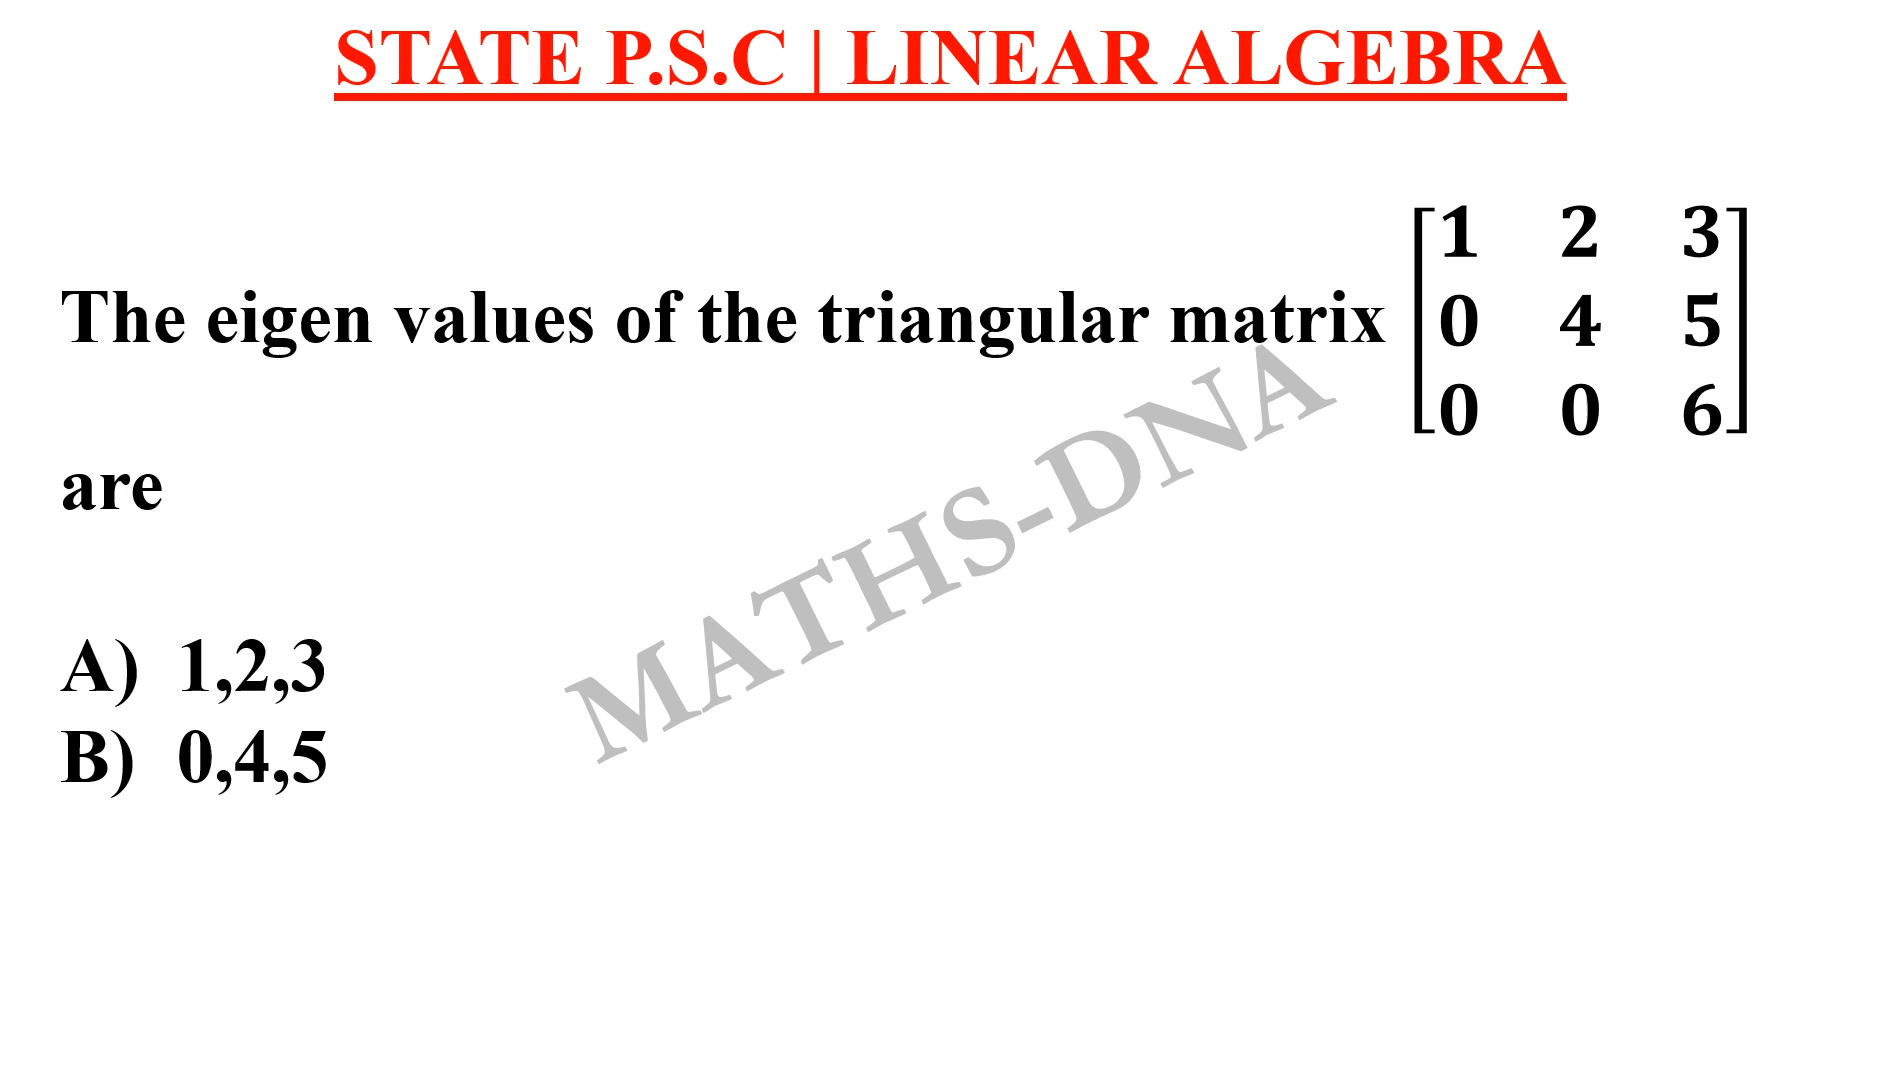 STATE P.S.C | LINEAR ALGEBRA
1 2 3
The eigen values of the triangular matrix 0 4 5
0 0 6
are
MATHS-DNA
A) 1,2,3
B) 0,4,5